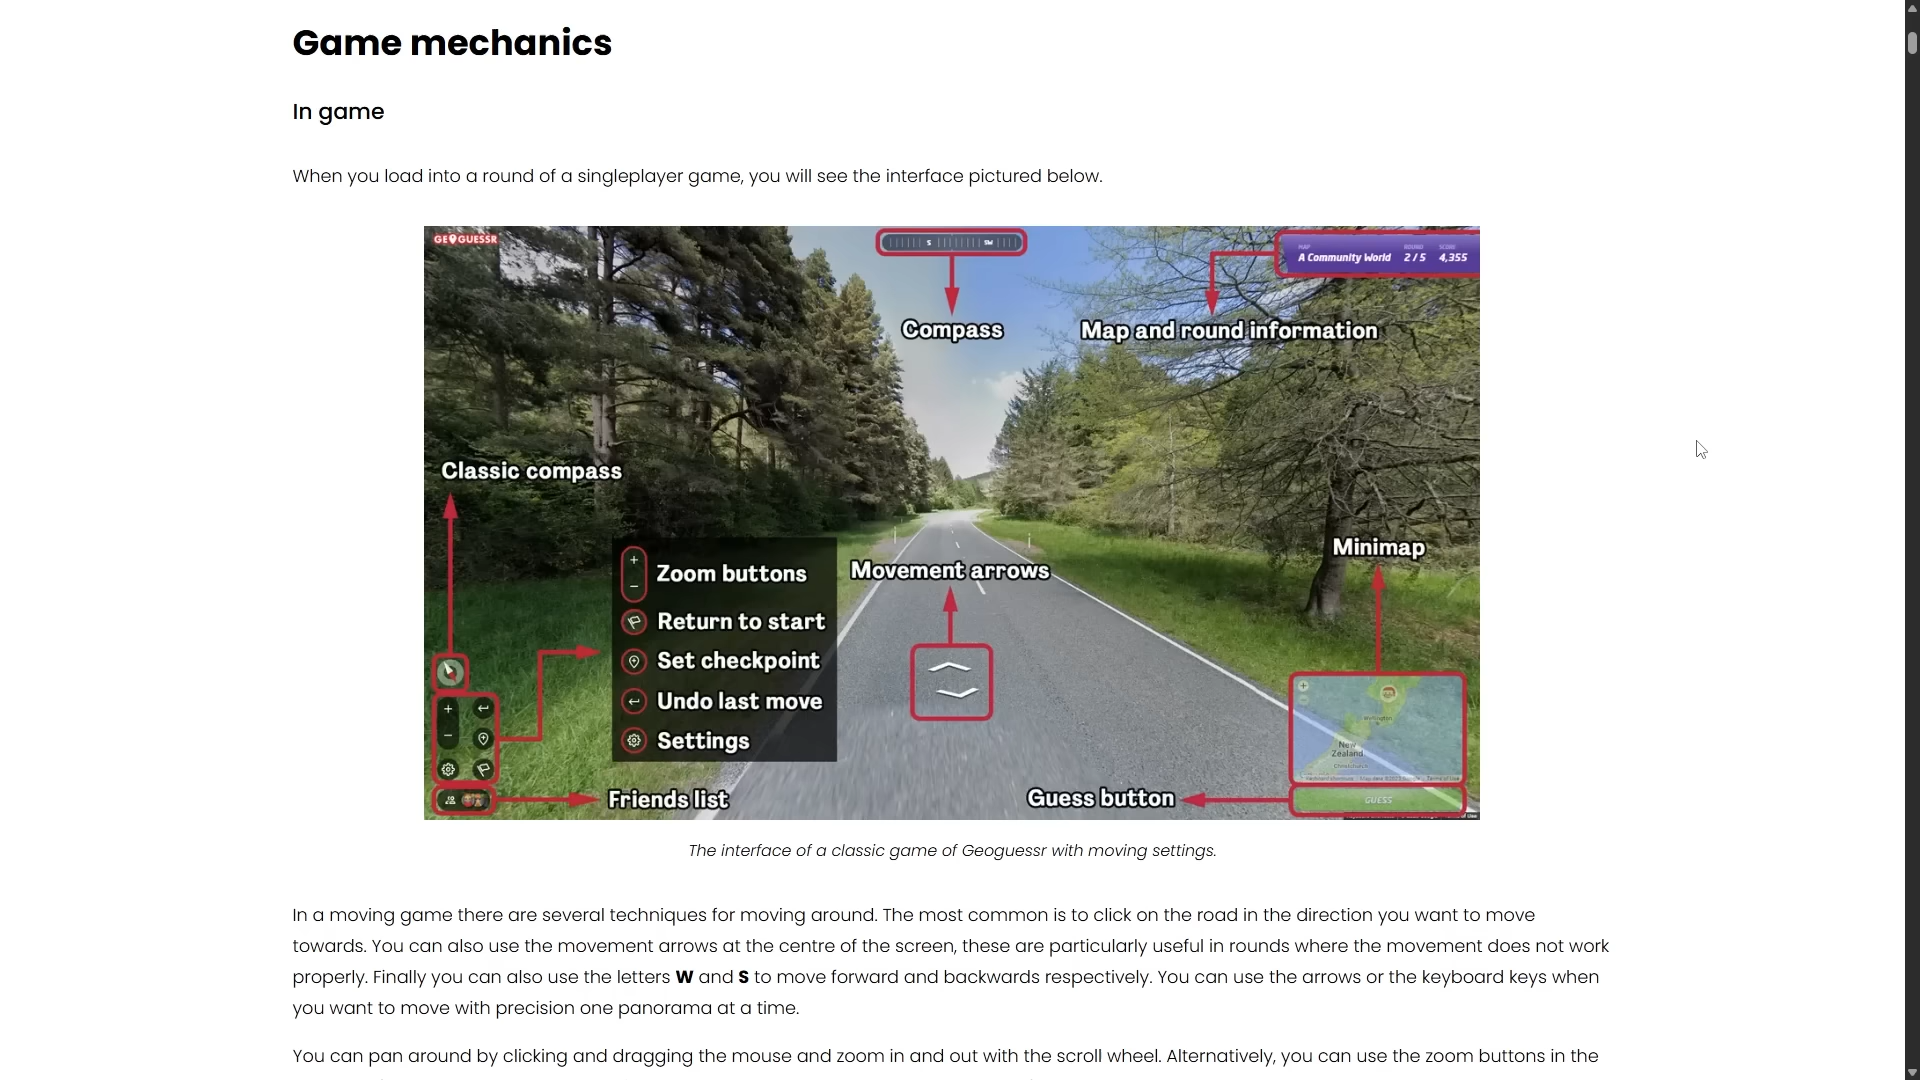 Game mechanics
In game
When you load into a round of a singleplayer game, you will see the interface pictured below.
GEOGUESSR
S SW
MAP ROUND SCORE
A Community World 2 / 5 4,355
Compass
Map and round information
Classic compass
Minimap
Zoom buttons
Movement arrows
Return to start
Set checkpoint
Undo last move
Settings
Wellington
New
Zealand
Christchurch
Friends list
Guess button
GUESS
The interface of a classic game of Geoguessr with moving settings.
In a moving game there are several techniques for moving around. The most common is to click on the road in the direction you want to move
towards. You can also use the movement arrows at the centre of the screen, these are particularly useful in rounds where the movement does not work
properly. Finally you can also use the letters W and S to move forward and backwards respectively. You can use the arrows or the keyboard keys when
you want to move with precision one panorama at a time.
You can pan around by clicking and dragging the mouse and zoom in and out with the scroll wheel. Alternatively, you can use the zoom buttons in the